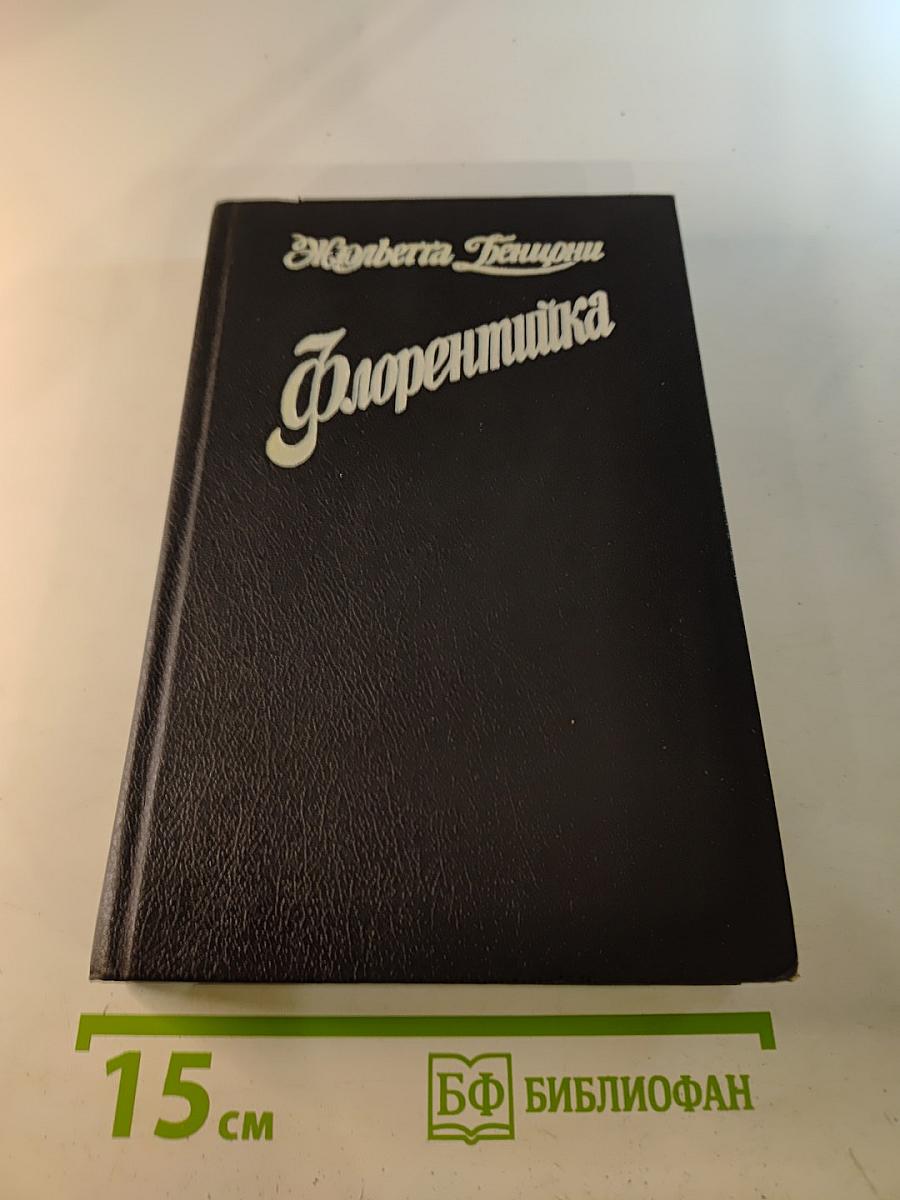 Жюльетта Бенцони
Флорентийка
15 см
БФ БИБЛИОФАН